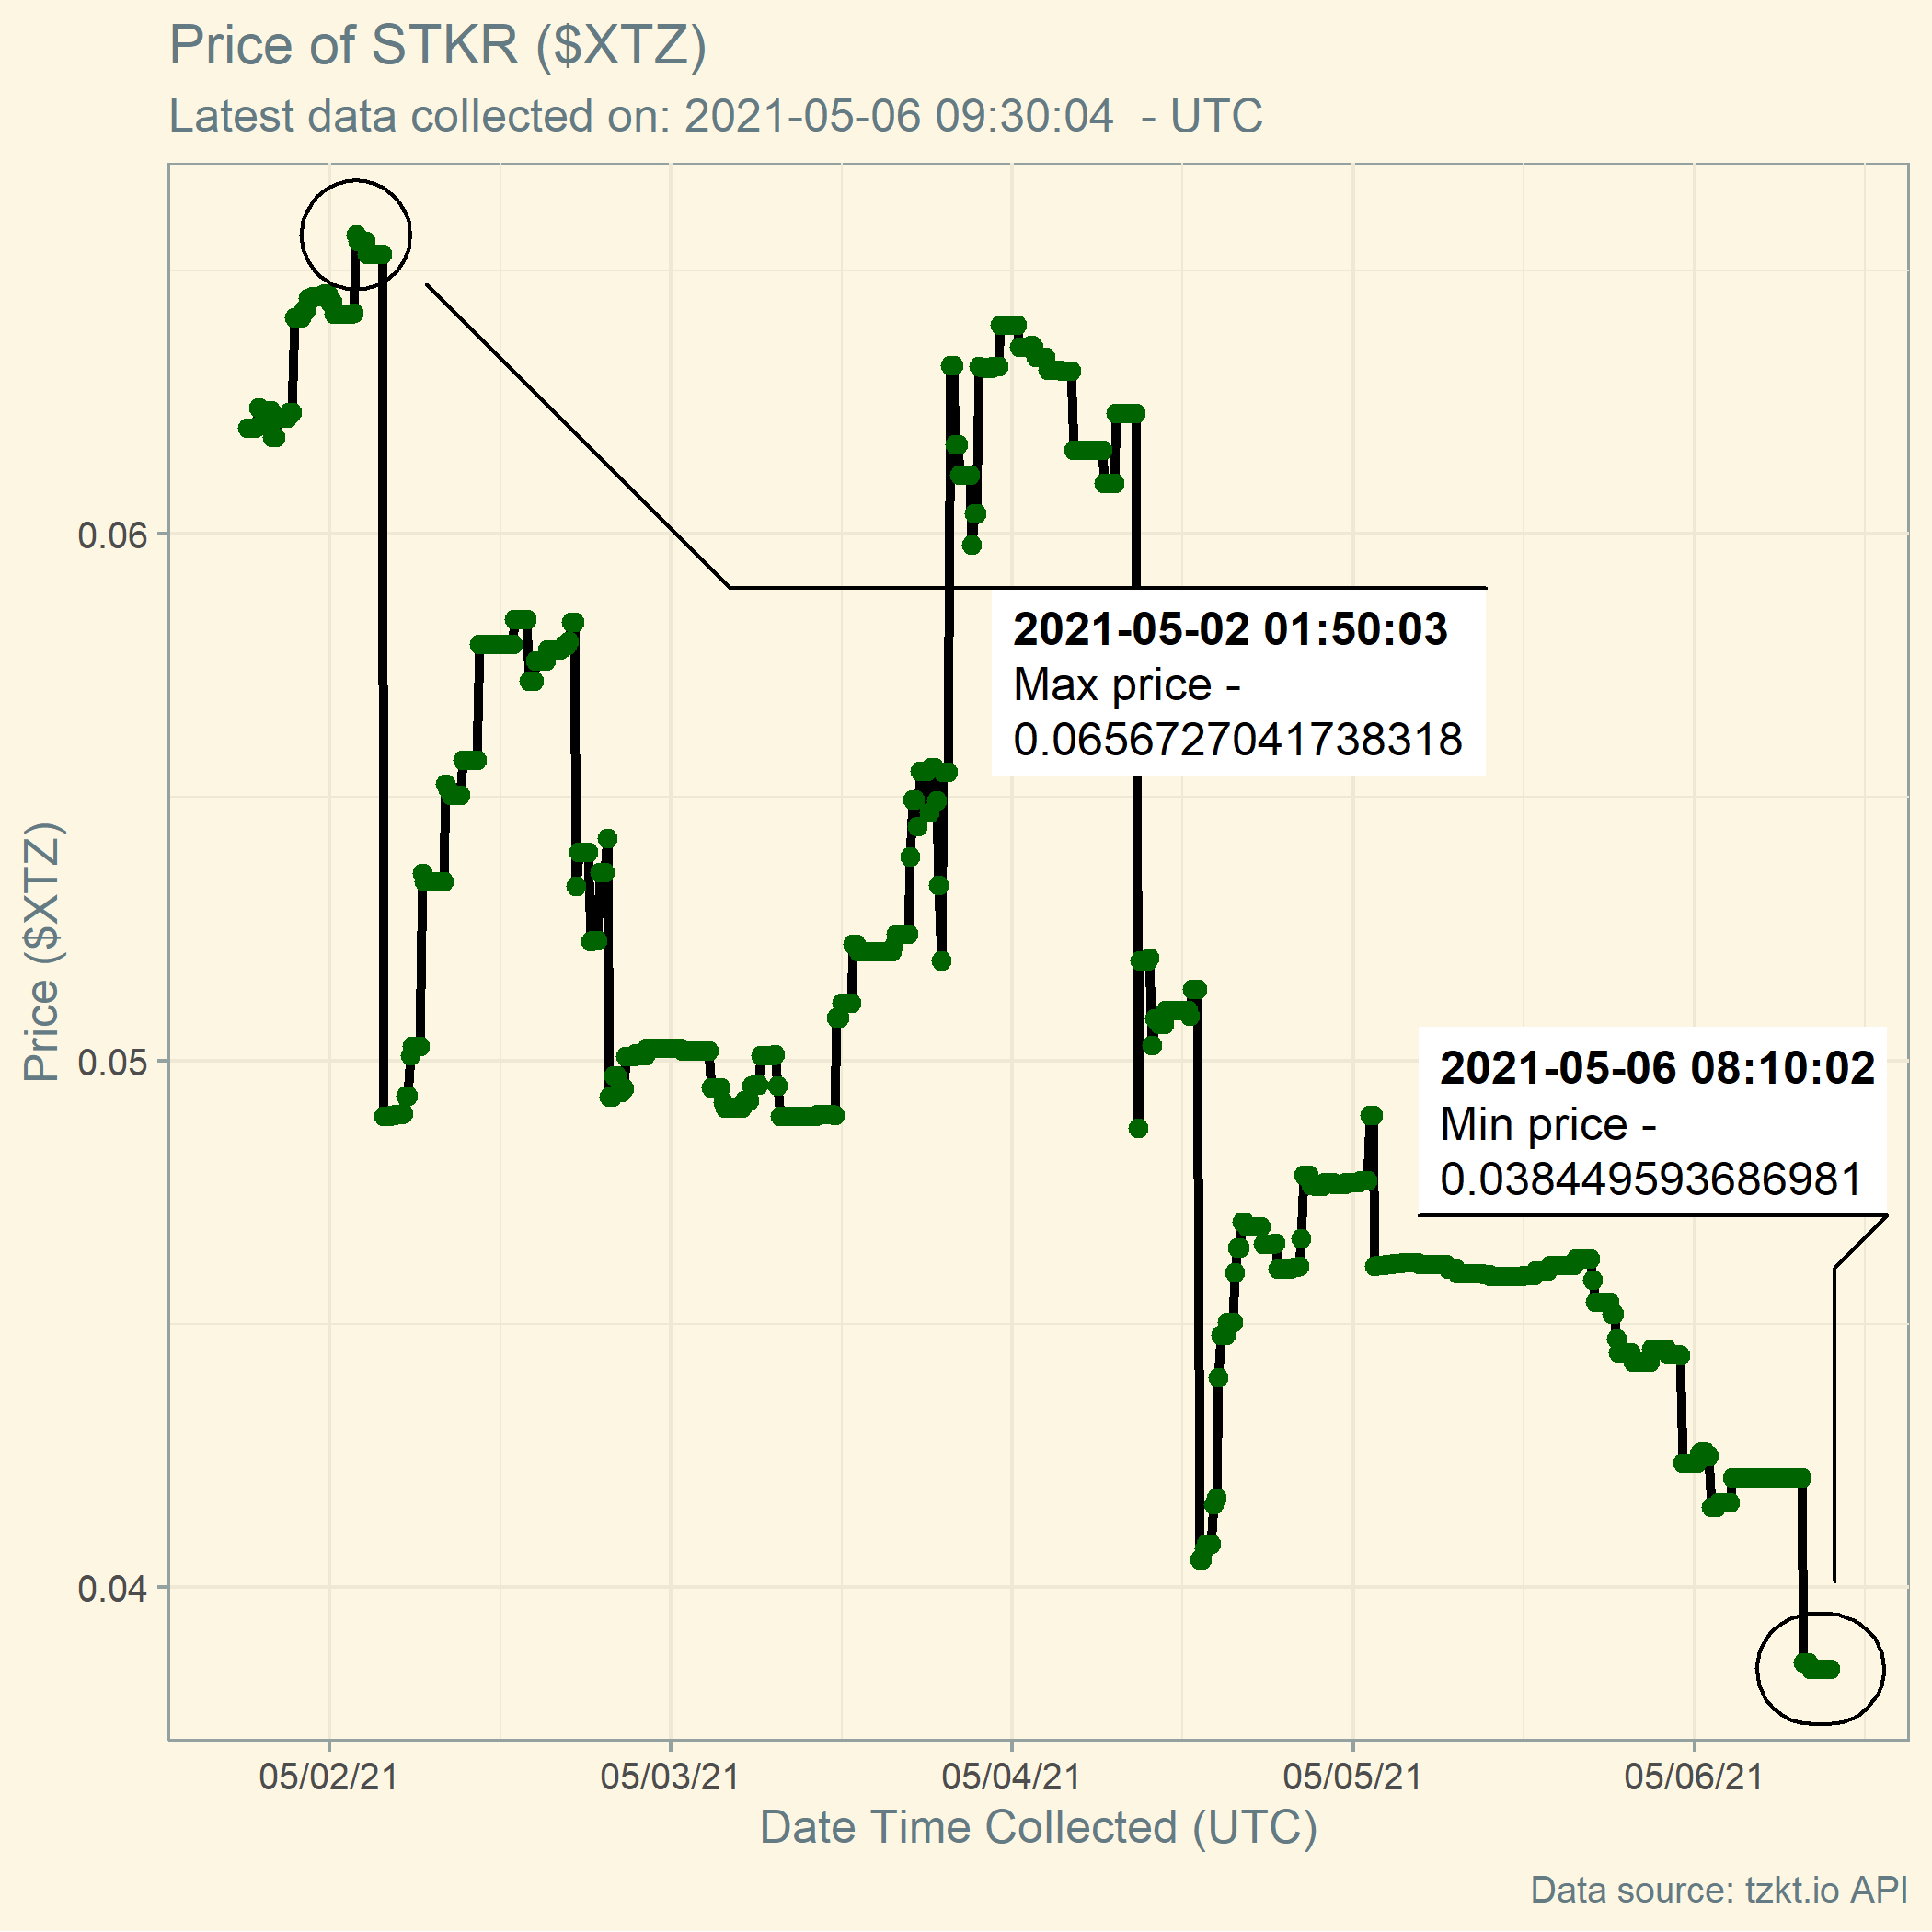 Price of STKR ($XTZ)
Latest data collected on: 2021-05-06 09:30:04  - UTC
Price ($XTZ)
0.06
0.05
0.04
2021-05-02 01:50:03
Max price -
0.0656727041738318
2021-05-06 08:10:02
Min price -
0.038449593686981
05/02/21
05/03/21
05/04/21
05/05/21
05/06/21
Date Time Collected (UTC)
Data source: tzkt.io API